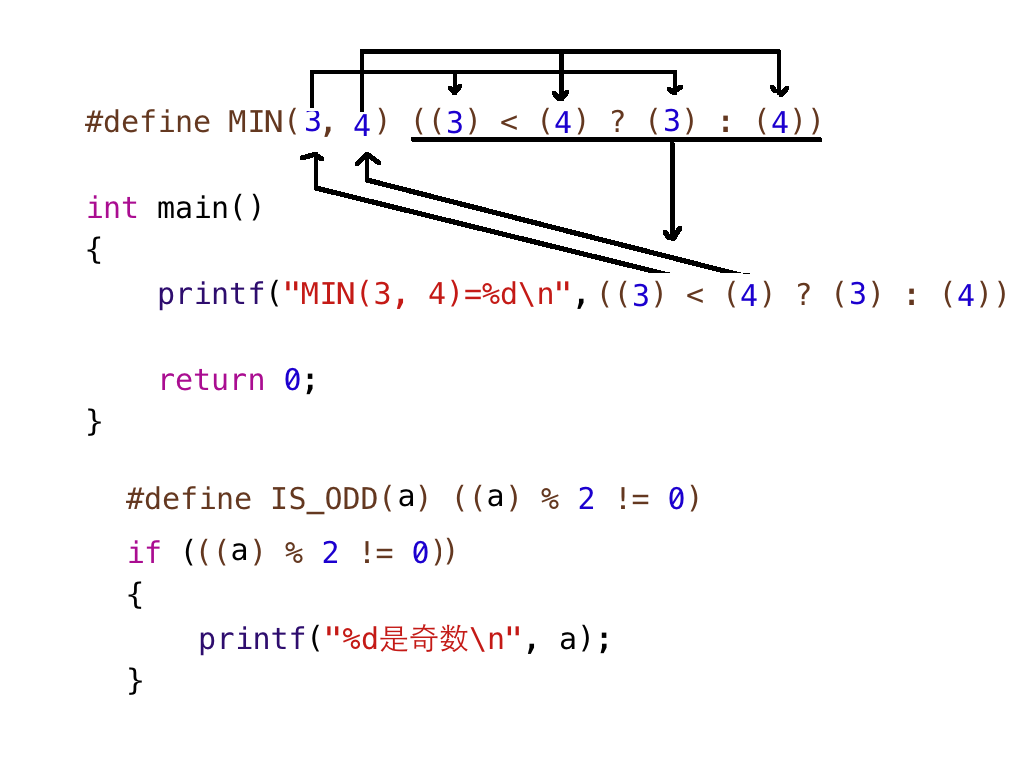 #define MIN(3, 4) ((3) < (4) ? (3) : (4))
int main()
{
printf("MIN(3, 4)=%d\n", ((3) < (4) ? (3) : (4))
return 0;
}
#define IS_ODD(a) ((a) % 2 != 0)
if (((a) % 2 != 0))
{
printf("%d是奇数\n", a);
}